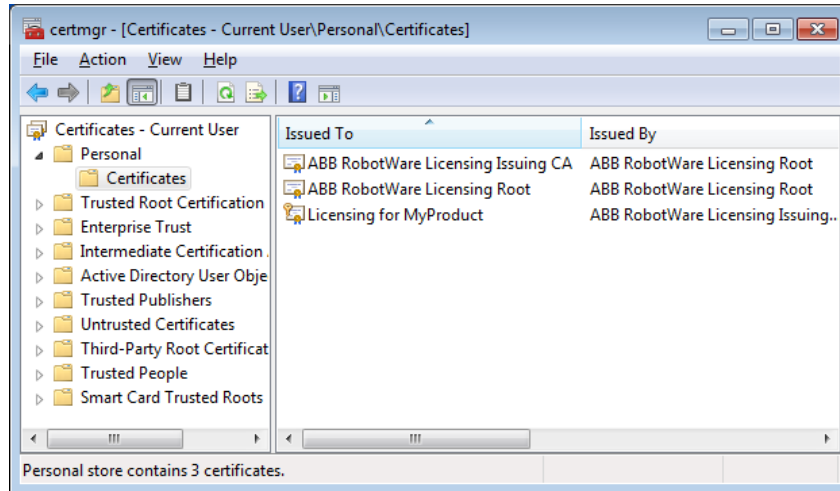 certmgr - [Certificates - Current User\Personal\Certificates]
File Action View Help
Certificates - Current User
Personal
Certificates
Trusted Root Certification
Enterprise Trust
Intermediate Certification
Active Directory User Obje
Trusted Publishers
Untrusted Certificates
Third-Party Root Certificat
Trusted People
Smart Card Trusted Roots
Issued To Issued By
ABB RobotWare Licensing Issuing CA ABB RobotWare Licensing Root
ABB RobotWare Licensing Root ABB RobotWare Licensing Root
Licensing for MyProduct ABB RobotWare Licensing Issuing..
Personal store contains 3 certificates.